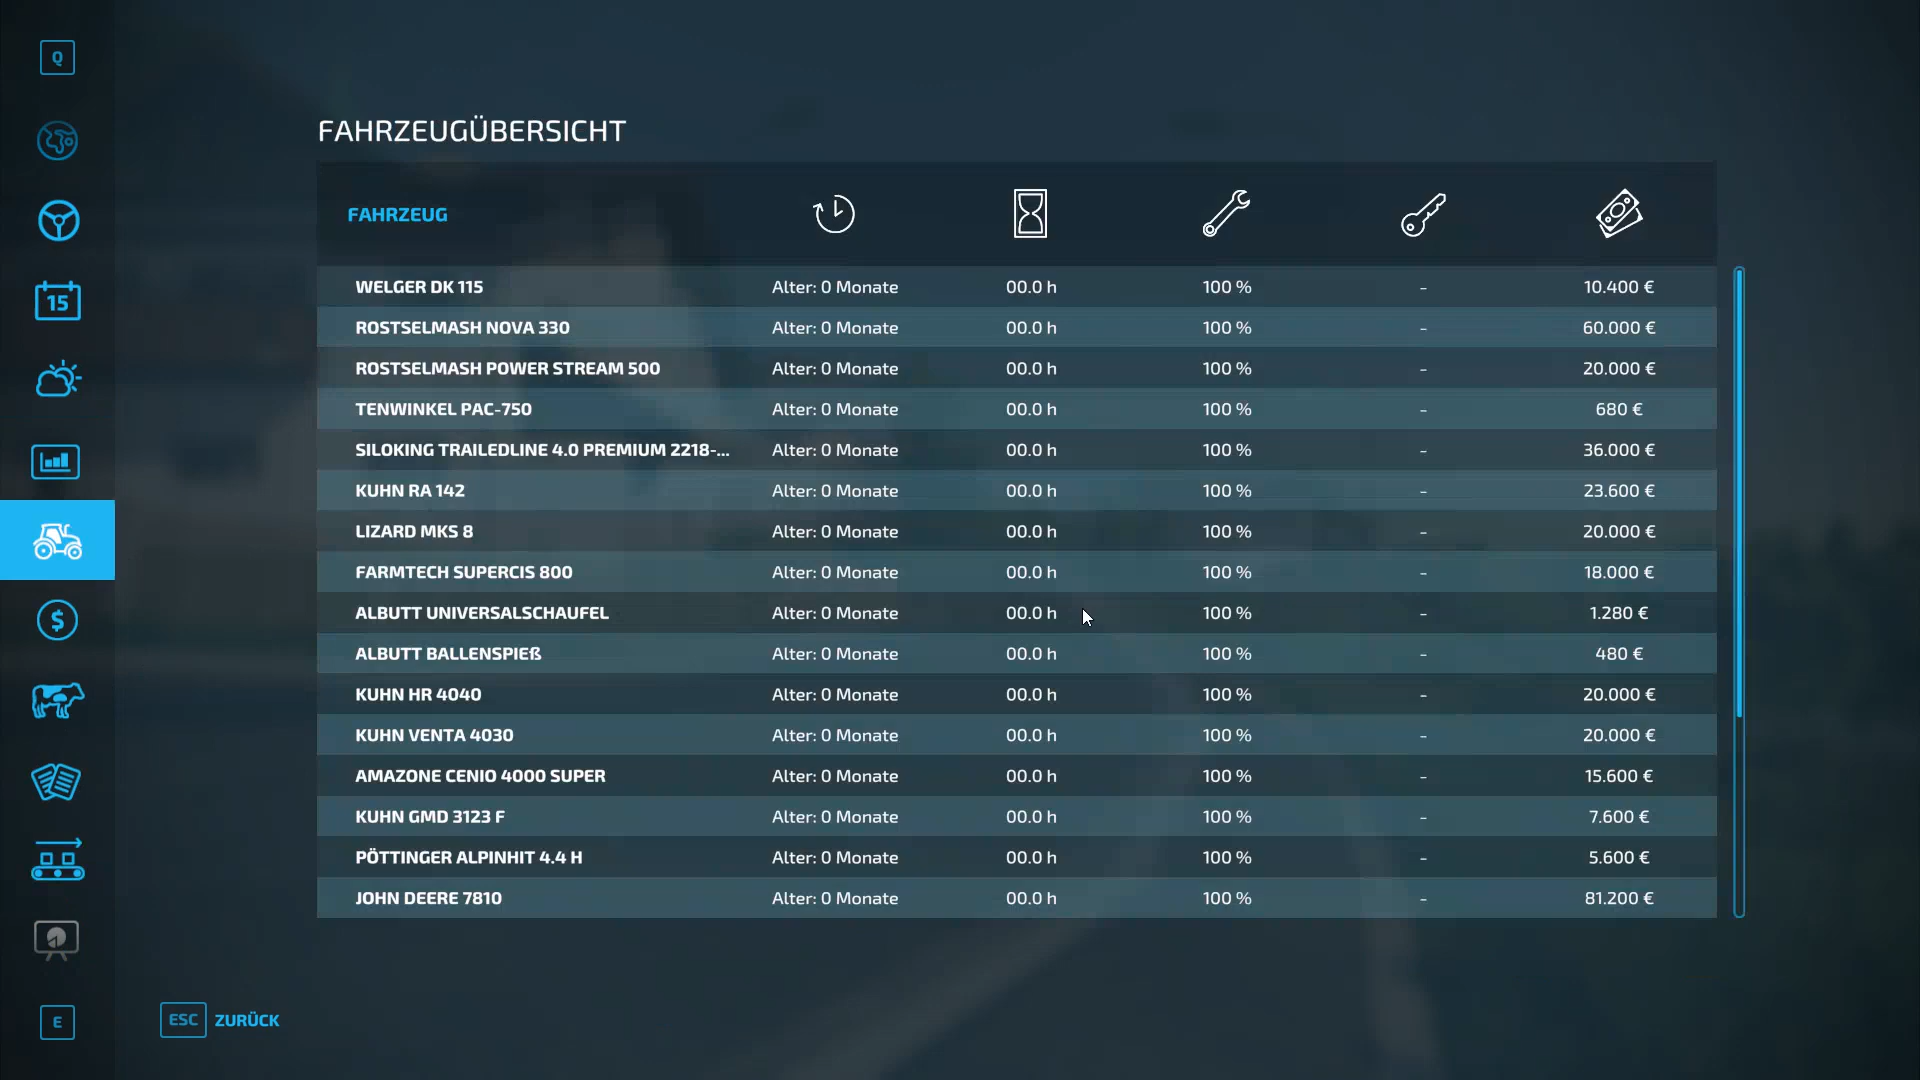 Q
FAHRZEUGÜBERSICHT
FAHRZEUG
15
WELGER DK 115 Alter: 0 Monate 00.0 h 100 % - 10.400 €
ROSTSELMASH NOVA 330 Alter: 0 Monate 00.0 h 100 % - 60.000 €
ROSTSELMASH POWER STREAM 500 Alter: 0 Monate 00.0 h 100 % - 20.000 €
TENWINKEL PAC-750 Alter: 0 Monate 00.0 h 100 % - 680 €
SILOKING TRAILEDLINE 4.0 PREMIUM 2218-... Alter: 0 Monate 00.0 h 100 % - 36.000 €
KUHN RA 142 Alter: 0 Monate 00.0 h 100 % - 23.600 €
LIZARD MKS 8 Alter: 0 Monate 00.0 h 100 % - 20.000 €
FARMTECH SUPERCIS 800 Alter: 0 Monate 00.0 h 100 % - 18.000 €
ALBUTT UNIVERSALSCHAUFEL Alter: 0 Monate 00.0 h 100 % - 1.280 €
$
ALBUTT BALLENSPIEß Alter: 0 Monate 00.0 h 100 % - 480 €
KUHN HR 4040 Alter: 0 Monate 00.0 h 100 % - 20.000 €
KUHN VENTA 4030 Alter: 0 Monate 00.0 h 100 % - 20.000 €
AMAZONE CENIO 4000 SUPER Alter: 0 Monate 00.0 h 100 % - 15.600 €
KUHN GMD 3123 F Alter: 0 Monate 00.0 h 100 % - 7.600 €
PÖTTINGER ALPINHIT 4.4 H Alter: 0 Monate 00.0 h 100 % - 5.600 €
JOHN DEERE 7810 Alter: 0 Monate 00.0 h 100 % - 81.200 €
E
ESC ZURÜCK